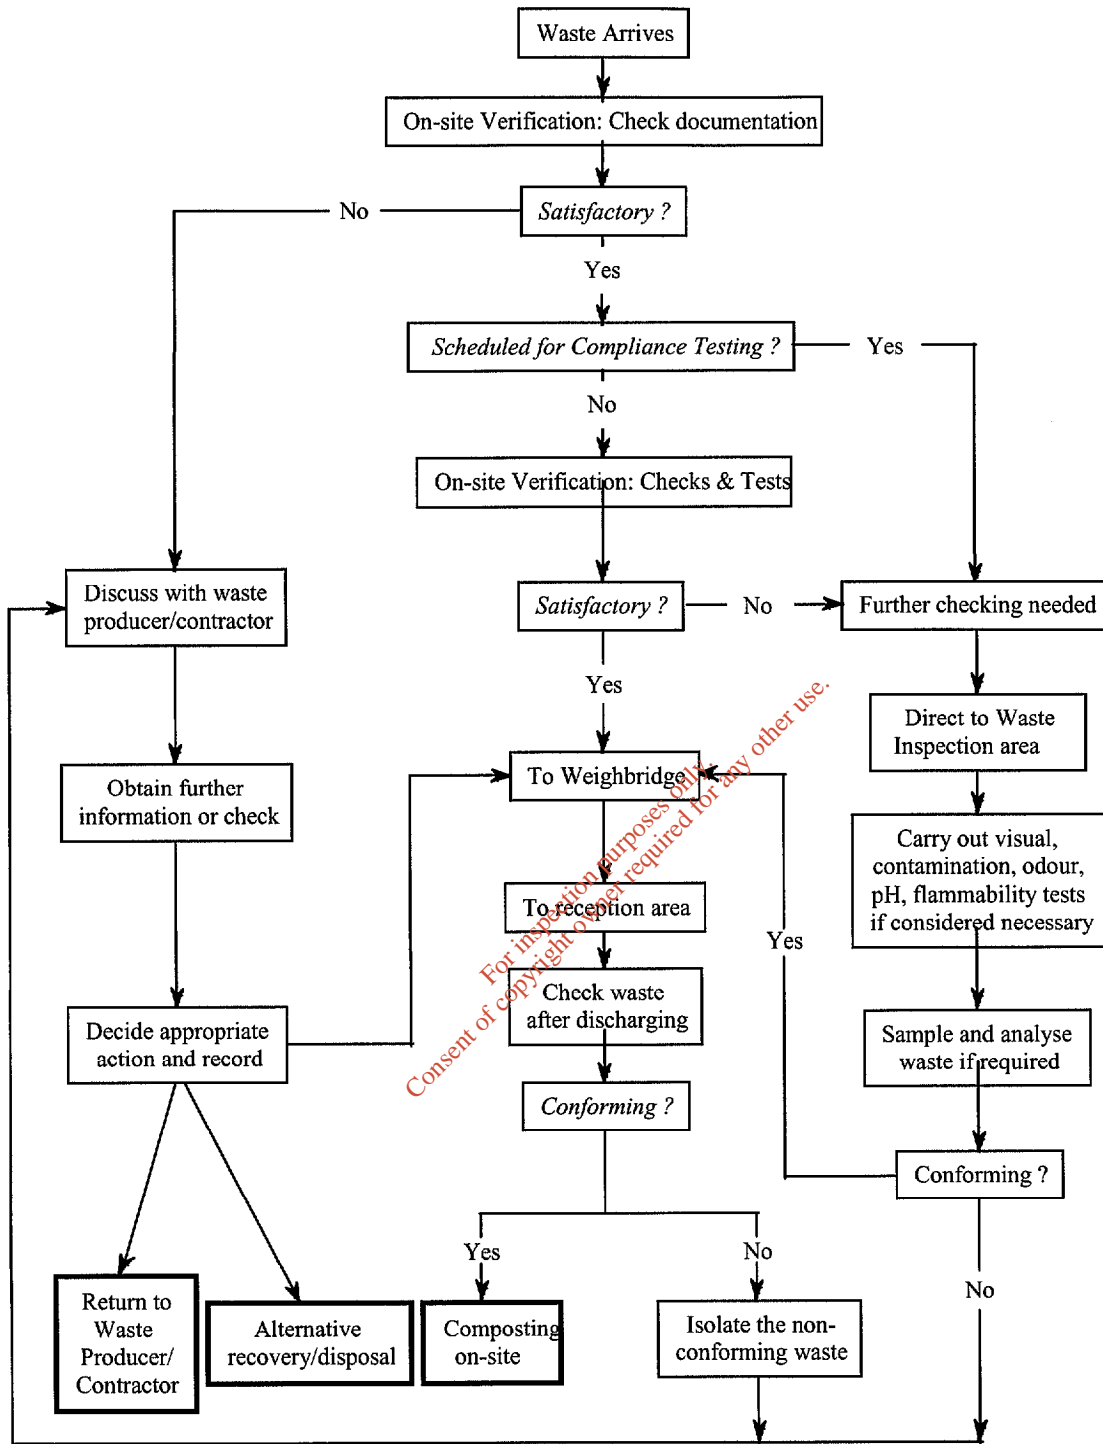 Waste Arrives
On-site Verification: Check documentation
No
Satisfactory ?
Yes
Scheduled for Compliance Testing ?
Yes
No
On-site Verification: Checks & Tests
Discuss with waste
producer/contractor
Satisfactory ?
No
Further checking needed
Yes
Direct to Waste
Inspection area
Obtain further
information or check
To Weighbridge
Carry out visual,
contamination, odour,
pH, flammability tests
if considered necessary
To reception area
Yes
Check waste
after discharging
Decide appropriate
action and record
Sample and analyse
waste if required
Conforming ?
Conforming ?
Yes
No
No
Return to
Waste
Producer/
Contractor
Alternative
recovery/disposal
Composting
on-site
Isolate the non-
conforming waste
For inspection purposes only.
Consent of copyright owner required for any other use.